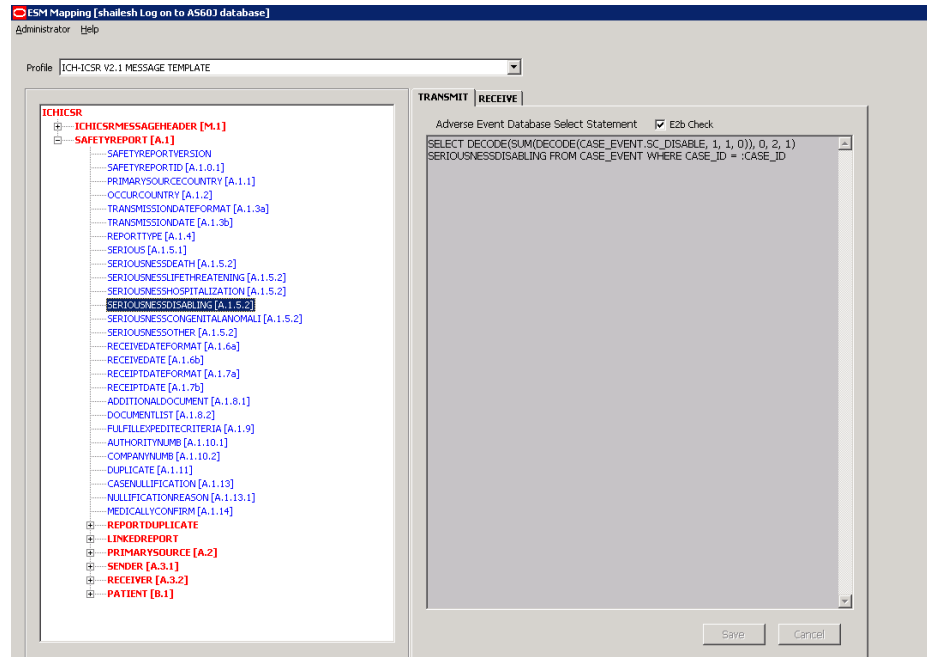 ESM Mapping [shailesh Log on to AS60J database]
Administrator Help
Profile ICH-ICSR V2.1 MESSAGE TEMPLATE
ICHICSR
ICHICSRMESSAGEHEADER [M.1]
SAFETYREPORT [A.1]
SAFETYREPORTVERSION
SAFETYREPORTID [A.1.0.1]
PRIMARYSOURCECOUNTRY [A.1.1]
OCCURCOUNTRY [A.1.2]
TRANSMISSIONDATEFORMAT [A.1.3a]
TRANSMISSIONDATE [A.1.3b]
REPORTTYPE [A.1.4]
SERIOUS [A.1.5.1]
SERIOUSNESSDEATH [A.1.5.2]
SERIOUSNESSLIFETHREATENING [A.1.5.2]
SERIOUSNESSHOSPITALIZATION [A.1.5.2]
SERIOUSNESSDISABLING [A.1.5.2]
SERIOUSNESSCONGENITALANOMALI [A.1.5.2]
SERIOUSNESSOTHER [A.1.5.2]
RECEIVEDATEFORMAT [A.1.6a]
RECEIVEDATE [A.1.6b]
RECEIPTDATEFORMAT [A.1.7a]
RECEIPTDATE [A.1.7b]
ADDITIONALDOCUMENT [A.1.8.1]
DOCUMENTLIST [A.1.8.2]
FULFILLEXPEDITECRITERIA [A.1.9]
AUTHORITYNUMB [A.1.10.1]
COMPANYNUMB [A.1.10.2]
DUPLICATE [A.1.11]
CASENULLIFICATION [A.1.13]
NULLIFICATIONREASON [A.1.13.1]
MEDICALLYCONFIRM [A.1.14]
REPORTDUPLICATE
LINKEDREPORT
PRIMARYSOURCE [A.2]
SENDER [A.3.1]
RECEIVER [A.3.2]
PATIENT [B.1]
TRANSMIT RECEIVE
Adverse Event Database Select Statement E2b Check
SELECT DECODE(SUM(DECODE(CASE_EVENT.SC_DISABLE, 1, 1, 0)), 0, 2, 1)
SERIOUSNESSDISABLING FROM CASE_EVENT WHERE CASE_ID = :CASE_ID
Save Cancel